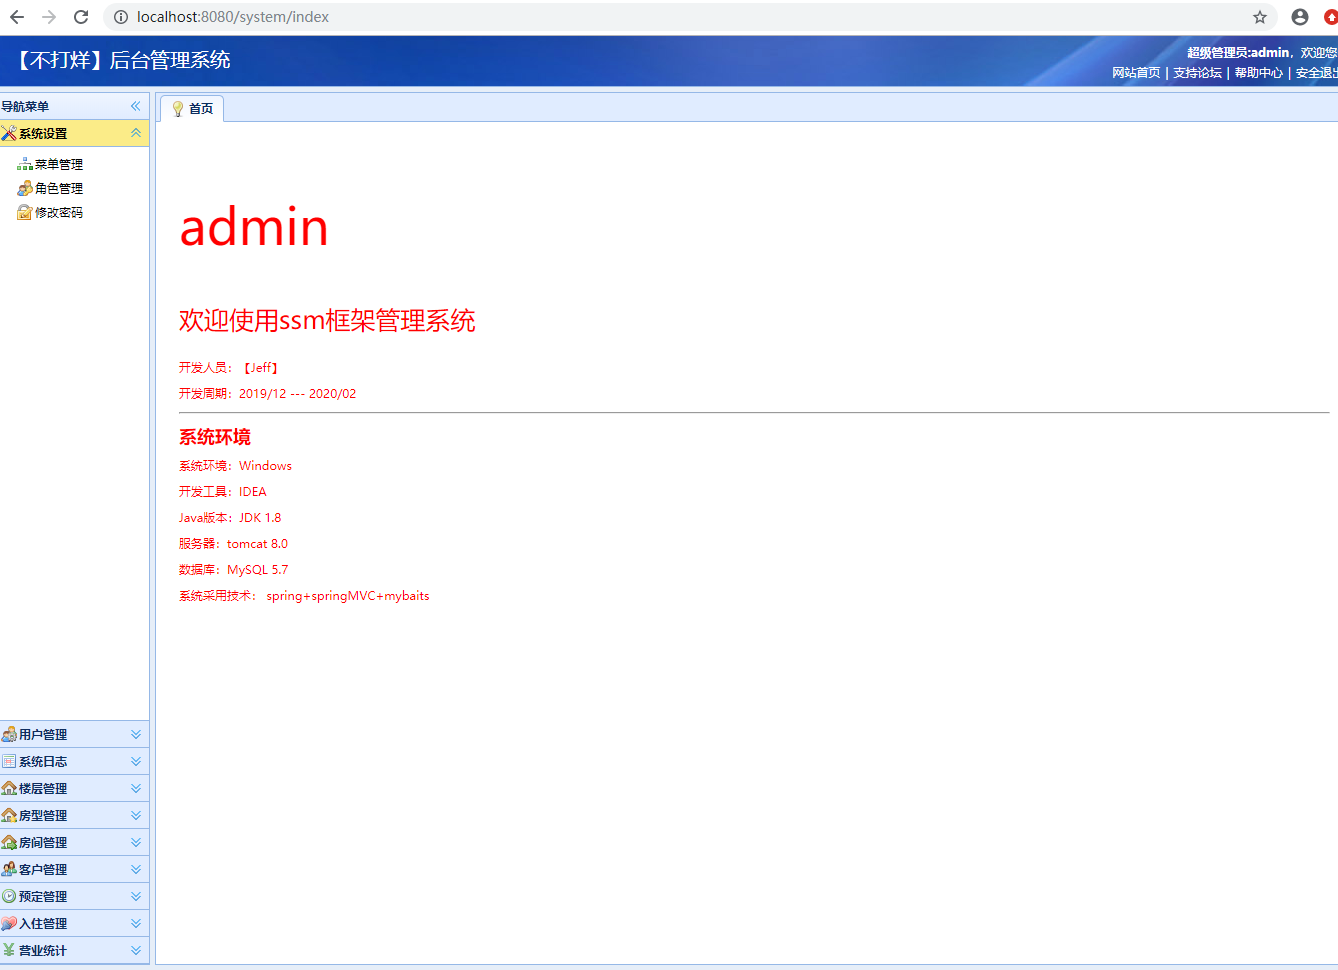 localhost:8080/system/index
【不打烊】后台管理系统
超级管理员:admin，欢迎您
网站首页 | 支持论坛 | 帮助中心 | 安全退出
导航菜单
首页
系统设置
菜单管理
角色管理
修改密码
admin
欢迎使用ssm框架管理系统
开发人员：【Jeff】
开发周期：2019/12 --- 2020/02
系统环境
系统环境：Windows
开发工具：IDEA
Java版本：JDK 1.8
服务器：tomcat 8.0
数据库：MySQL 5.7
系统采用技术： spring+springMVC+mybaits
用户管理
系统日志
楼层管理
房型管理
房间管理
客户管理
预定管理
入住管理
营业统计